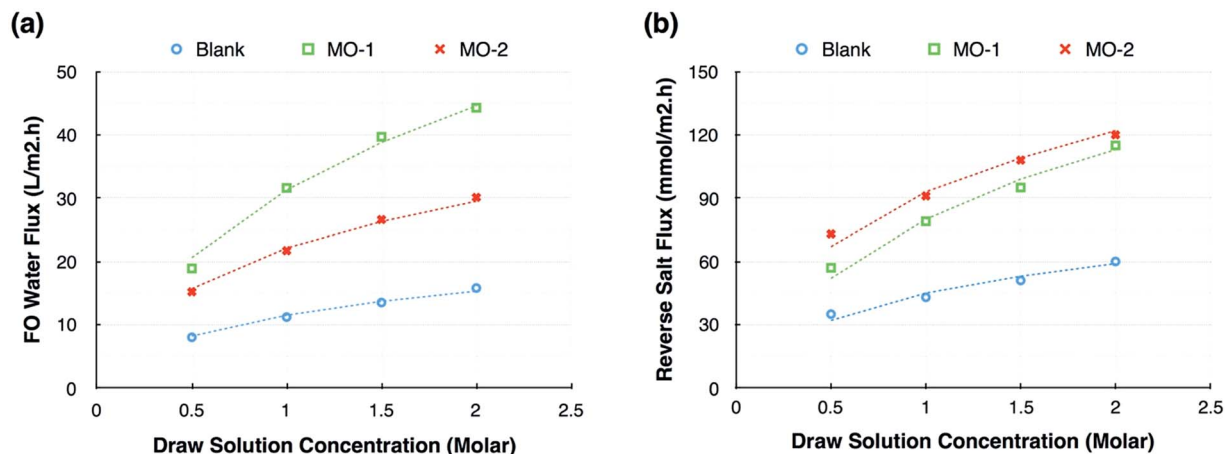 (a)
Blank MO-1 MO-2
FO Water Flux (L/m2.h)
50
40
30
20
10
0
0 0.5 1 1.5 2 2.5
Draw Solution Concentration (Molar)
(b)
Blank MO-1 MO-2
Reverse Salt Flux (mmol/m2.h)
150
120
90
60
30
0
0 0.5 1 1.5 2 2.5
Draw Solution Concentration (Molar)